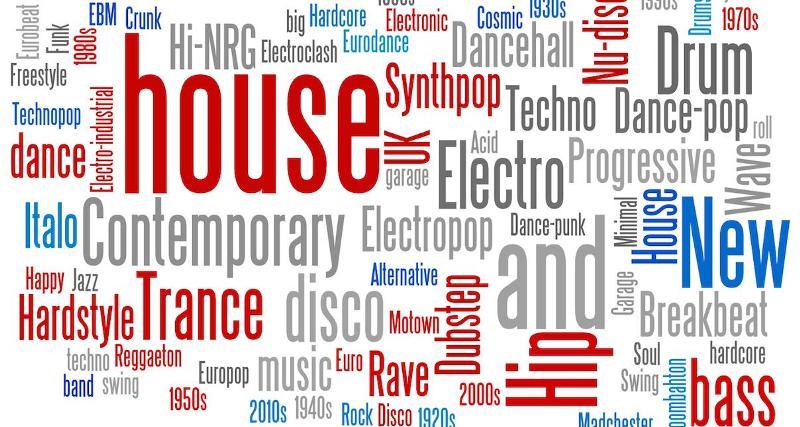 Eurobeat
Funk
1980s
EBM
Crunk
big
Hardcore
Electronic
Cosmic
1930s
1970s
Hi-NRG
Electroclash
Eurodance
Dancehall
Nu-disc
Drum
Freestyle
house
Synthpop
Techno
Dance-pop
Technopop
Electro-industrial
dance
UK
garage
Acid
Electro
Progressive
roll
Wave
Italo
Contemporary
Electropop
Dance-punk
Minimal
House
New
Happy
Jazz
Alternative
and
Garage
Hardstyle
Trance
disco
Motown
Dubstep
Breakbeat
techno
Reggaeton
Europop
music
Euro
Rave
Hip
Soul
hardcore
band
swing
1950s
2000s
Swing
bass
2010s
1940s
Rock
Disco
1920s
Madchester
oombahton